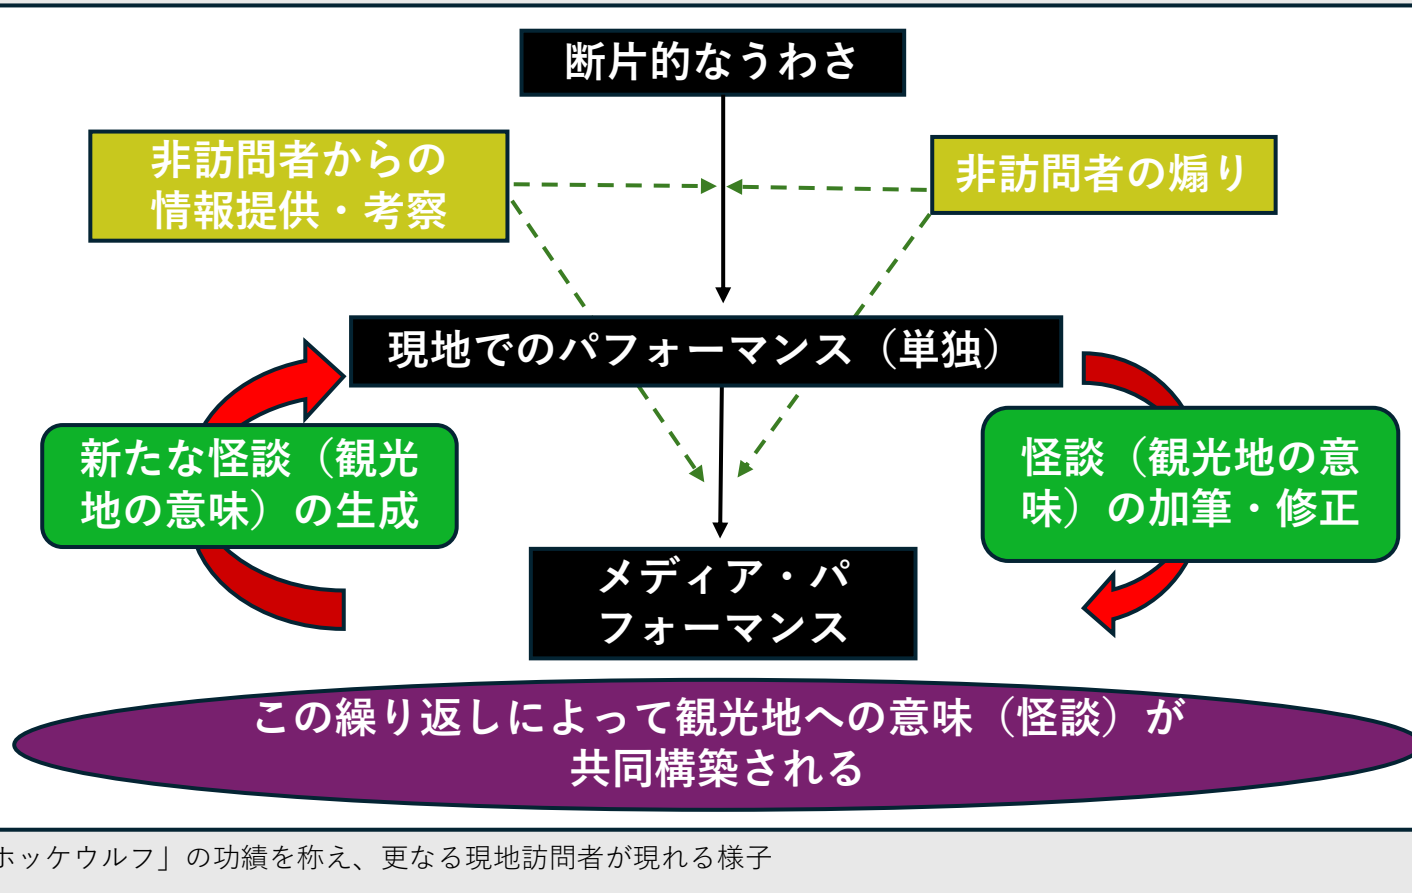 断片的なうわさ
非訪問者からの
情報提供・考察
非訪問者の煽り
現地でのパフォーマンス（単独）
新たな怪談（観光
地の意味）の生成
怪談（観光地の意
味）の加筆・修正
メディア・パ
フォーマンス
この繰り返しによって観光地への意味（怪談）が
共同構築される
ホッケウルフ」の功績を称え、更なる現地訪問者が現れる様子